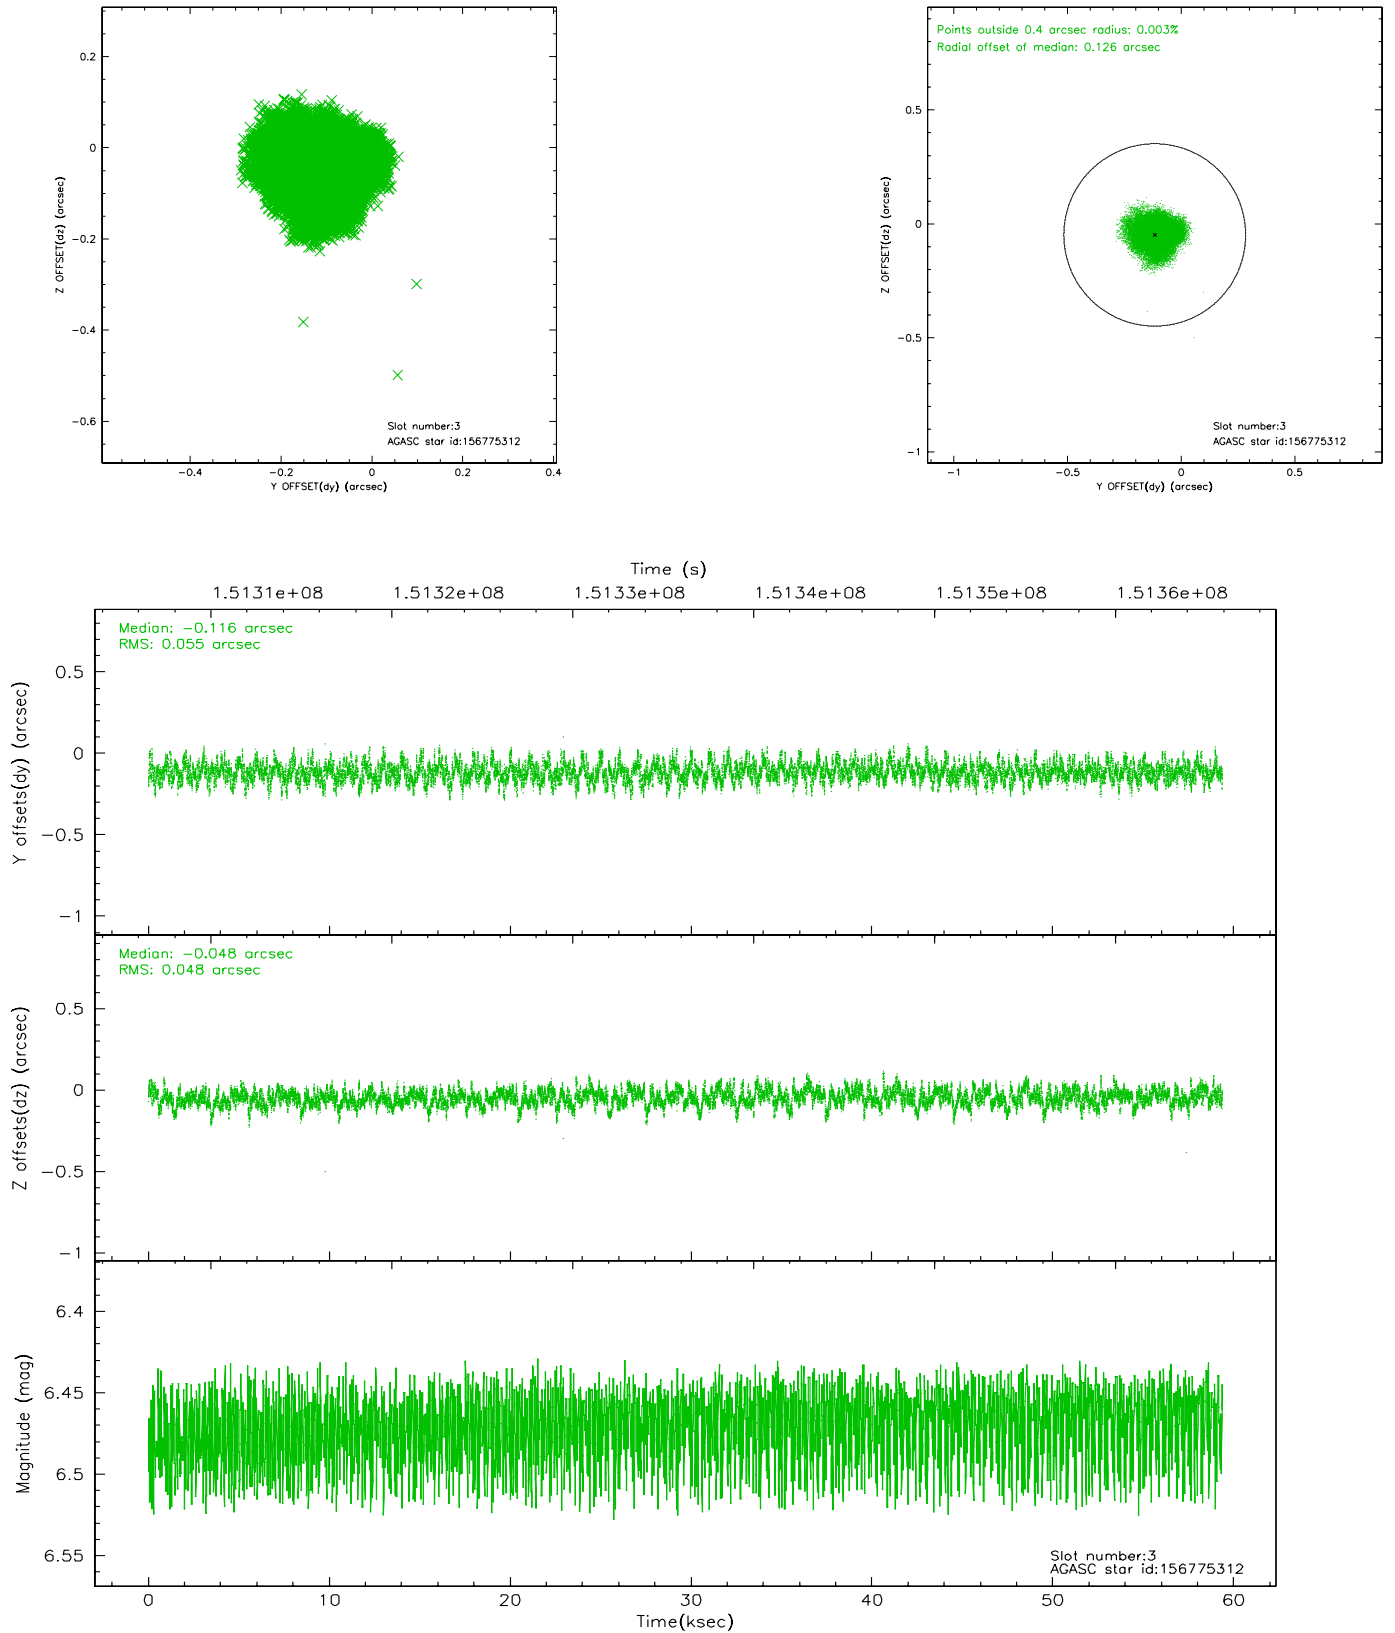 0.2
0
−0.2
−0.4
−0.6
Z OFFSET(dz) (arcsec)
Slot number:3
AGASC star id:156775312
−0.4 −0.2 0 0.2 0.4
Y OFFSET(dy) (arcsec)
Points outside 0.4 arcsec radius: 0.003%
Radial offset of median: 0.126 arcsec
0.5
0
−0.5
−1
Z OFFSET(dz) (arcsec)
Slot number:3
AGASC star id:156775312
−1 −0.5 0 0.5
Y OFFSET(dy) (arcsec)
Time (s)
1.5131e+08 1.5132e+08 1.5133e+08 1.5134e+08 1.5135e+08 1.5136e+08
Median: −0.116 arcsec
RMS: 0.055 arcsec
0.5
0
−0.5
−1
Y offsets(dy) (arcsec)
Median: −0.048 arcsec
RMS: 0.048 arcsec
0.5
0
−0.5
−1
Z offsets(dz) (arcsec)
6.4
6.45
6.5
6.55
Magnitude (mag)
Slot number:3
AGASC star id:156775312
0 10 20 30 40 50 60
Time(ksec)